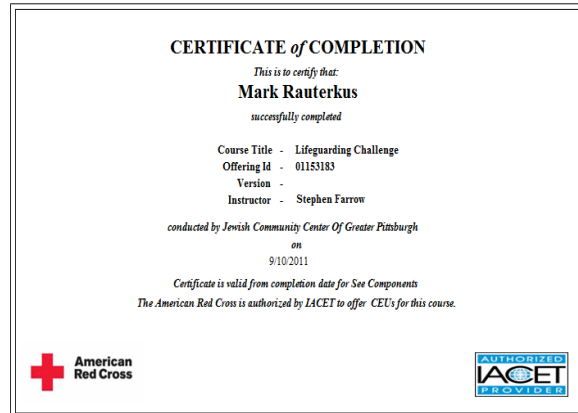 CERTIFICATE of COMPLETION
This is to certify that:
Mark Rauterkus
successfully completed
Course Title - Lifeguarding Challenge
Offering Id - 01153183
Version -
Instructor - Stephen Farrow
conducted by Jewish Community Center Of Greater Pittsburgh
on
9/10/2011
Certificate is valid from completion date for See Components
The American Red Cross is authorized by IACET to offer CEUs for this course.
American
Red Cross
AUTHORIZED
IACET
PROVIDER